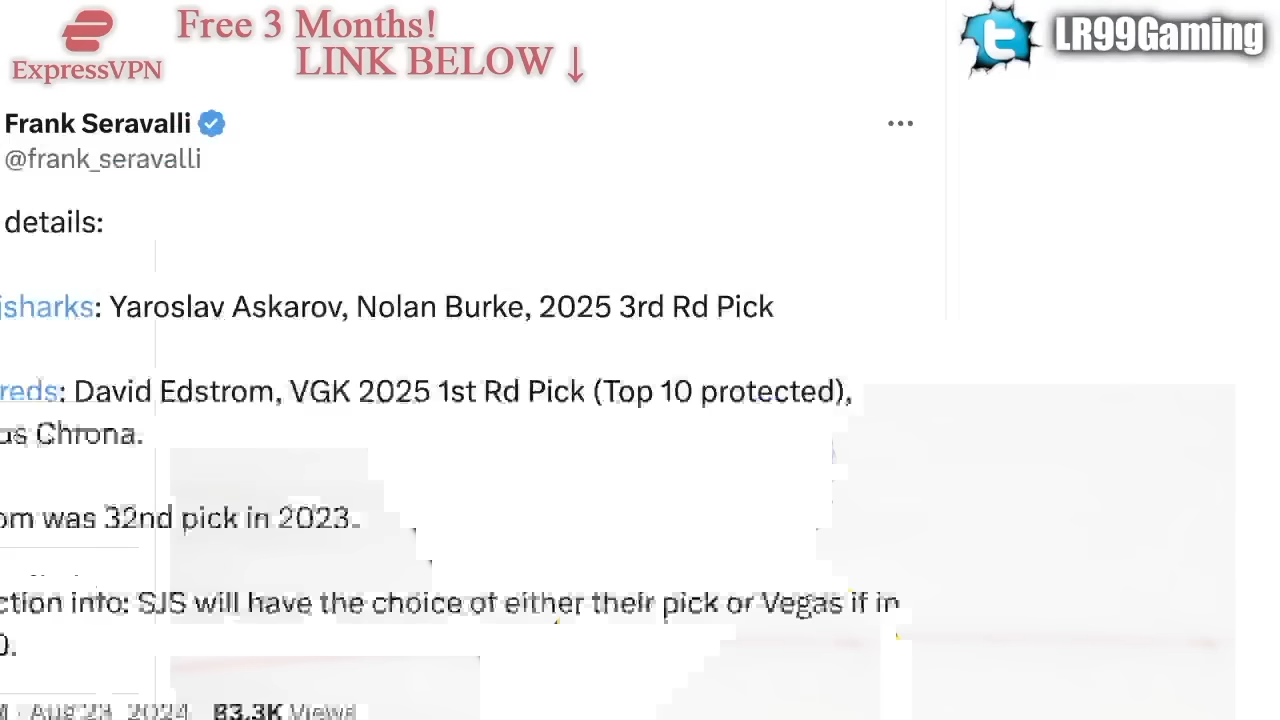 Free 3 Months!
LINK BELOW ↓
ExpressVPN
LR99Gaming
Frank Seravalli
@frank_seravalli
details:
jsharks: Yaroslav Askarov, Nolan Burke, 2025 3rd Rd Pick
reds: David Edstrom, VGK 2025 1st Rd Pick (Top 10 protected),
us Chrona.
om was 32nd pick in 2023.
ction info: SJS will have the choice of either their pick or Vegas if in
0.
M · Aug 23, 2024 83.3K Views